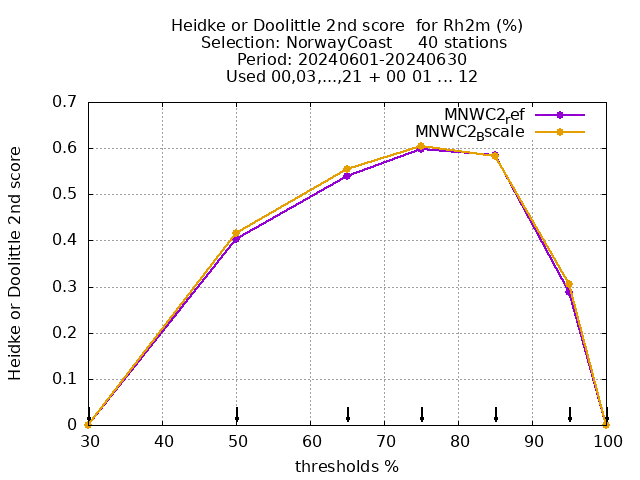 Heidke or Doolittle 2nd score  for Rh2m (%)
Selection: NorwayCoast     40 stations
Period: 20240601-20240630
Used 00,03,...,21 + 00 01 ... 12
MNWC2ref
MNWC2Bscale
Heidke or Doolittle 2nd score
0.7
0.6
0.5
0.4
0.3
0.2
0.1
0
30 40 50 60 70 80 90 100
thresholds %